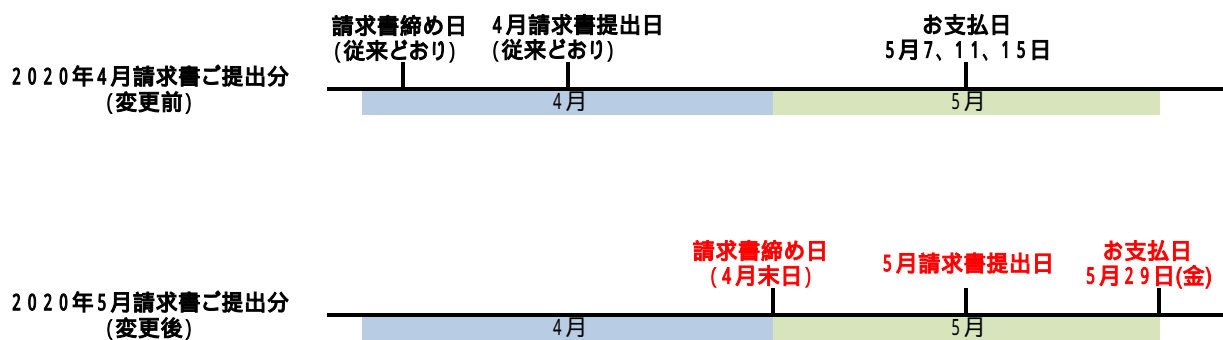 請求書締め日
(従来どおり)
4月請求書提出日
(従来どおり)
お支払日
5月7、11、15日
2020年4月請求書ご提出分
(変更前)
4月
5月
請求書締め日
(4月末日)
5月請求書提出日
お支払日
5月29日(金)
2020年5月請求書ご提出分
(変更後)
4月
5月